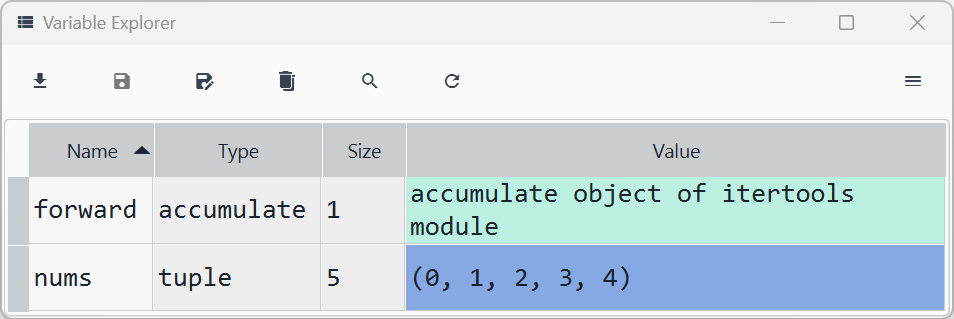 Variable Explorer
Name Type Size Value
forward accumulate 1 accumulate object of itertools
module
nums tuple 5 (0, 1, 2, 3, 4)